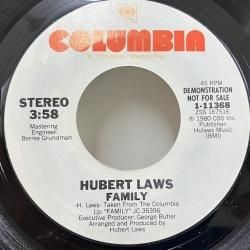 COLUMBIA
® "Columbia", Marcas Reg.
STEREO
3:58
Mastering
Engineer:
Bernie Grundman
45 RPM
DEMONSTRATION
NOT FOR SALE
1-11368
ZSS 167516
℗ 1980 CBS Inc.
Publisher:
Hulaws Music
(BMI)
HUBERT LAWS
FAMILY
- H. Laws- Taken From The Columbia
Lp: "FAMILY" JC 36396
Executive Producer: George Butler
Arranged and Produced by
Hubert Laws